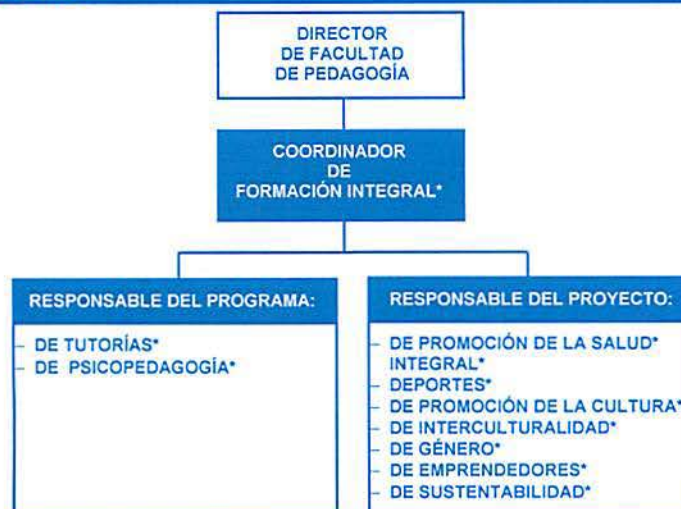 DIRECTOR
DE FACULTAD
DE PEDAGOGÍA
COORDINADOR
DE
FORMACIÓN INTEGRAL*
RESPONSABLE DEL PROGRAMA:
- DE TUTORÍAS*
- DE PSICOPEDAGOGÍA*
RESPONSABLE DEL PROYECTO:
- DE PROMOCIÓN DE LA SALUD*
INTEGRAL*
- DEPORTES*
- DE PROMOCIÓN DE LA CULTURA*
- DE INTERCULTURALIDAD*
- DE GÉNERO*
- DE EMPRENDEDORES*
- DE SUSTENTABILIDAD*